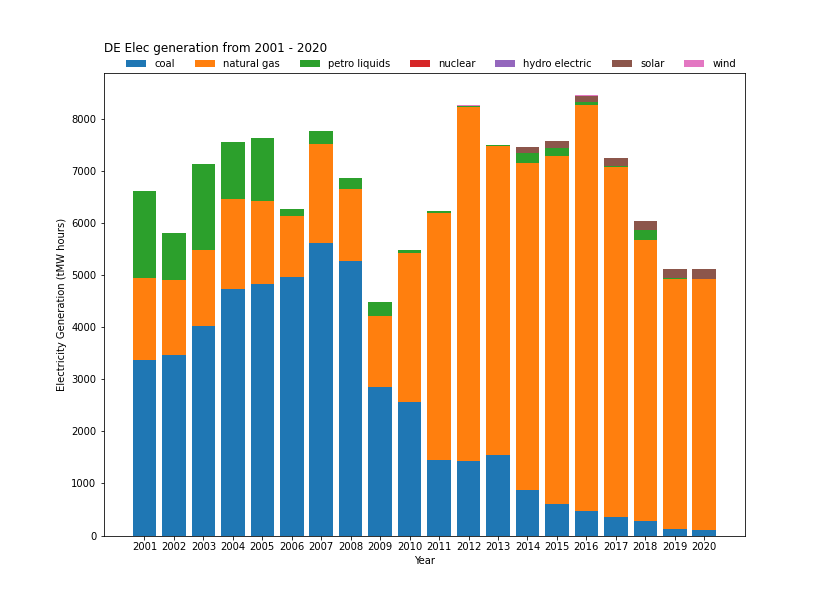 DE Elec generation from 2001 - 2020
coal natural gas petro liquids nuclear hydro electric solar wind
Electricity Generation (tMW hours)
8000
7000
6000
5000
4000
3000
2000
1000
0
2001 2002 2003 2004 2005 2006 2007 2008 2009 2010 2011 2012 2013 2014 2015 2016 2017 2018 2019 2020
Year